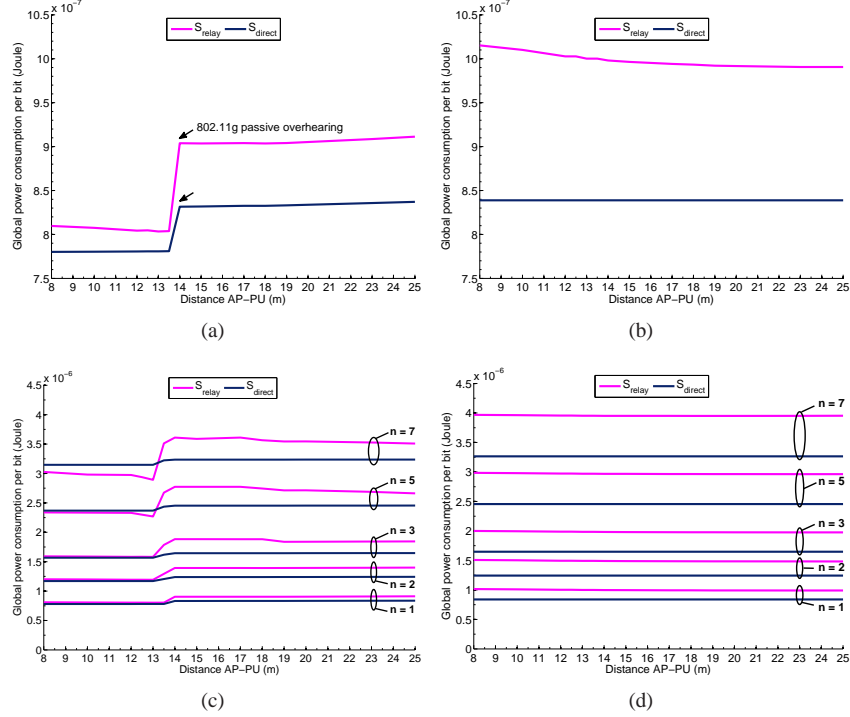 x 10⁻⁷
S_relay S_direct
Global power consumption per bit (Joule)
10.5
10
9.5
9
8.5
8
7.5
802.11g passive overhearing
8 9 10 11 12 13 14 15 16 17 18 19 20 21 22 23 24 25
Distance AP−PU (m)
(a)
x 10⁻⁷
S_relay S_direct
Global power consumption per bit (Joule)
10.5
10
9.5
9
8.5
8
7.5
8 9 10 11 12 13 14 15 16 17 18 19 20 21 22 23 24 25
Distance AP−PU (m)
(b)
x 10⁻⁶
S_relay S_direct
Global power consumption per bit (Joule)
4.5
4
3.5
3
2.5
2
1.5
1
0.5
0
n = 7
n = 5
n = 3
n = 2
n = 1
8 9 10 11 12 13 14 15 16 17 18 19 20 21 22 23 24 25
Distance AP−PU (m)
(c)
x 10⁻⁶
S_relay S_direct
Global power consumption per bit (Joule)
4.5
4
3.5
3
2.5
2
1.5
1
0.5
0
n = 7
n = 5
n = 3
n = 2
n = 1
8 9 10 11 12 13 14 15 16 17 18 19 20 21 22 23 24 25
Distance AP−PU (m)
(d)